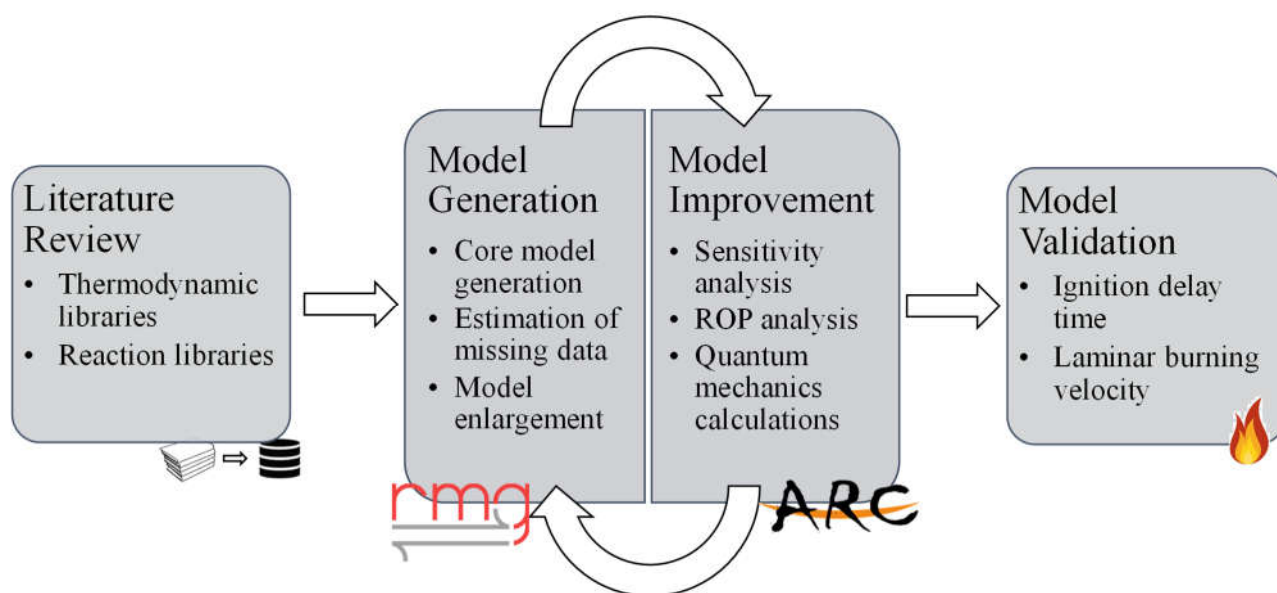 Literature
Review
• Thermodynamic
libraries
• Reaction libraries
Model
Generation
• Core model
generation
• Estimation of
missing data
• Model
enlargement
rmg
Model
Improvement
• Sensitivity
analysis
• ROP analysis
• Quantum
mechanics
calculations
ARC
Model
Validation
• Ignition delay
time
• Laminar burning
velocity